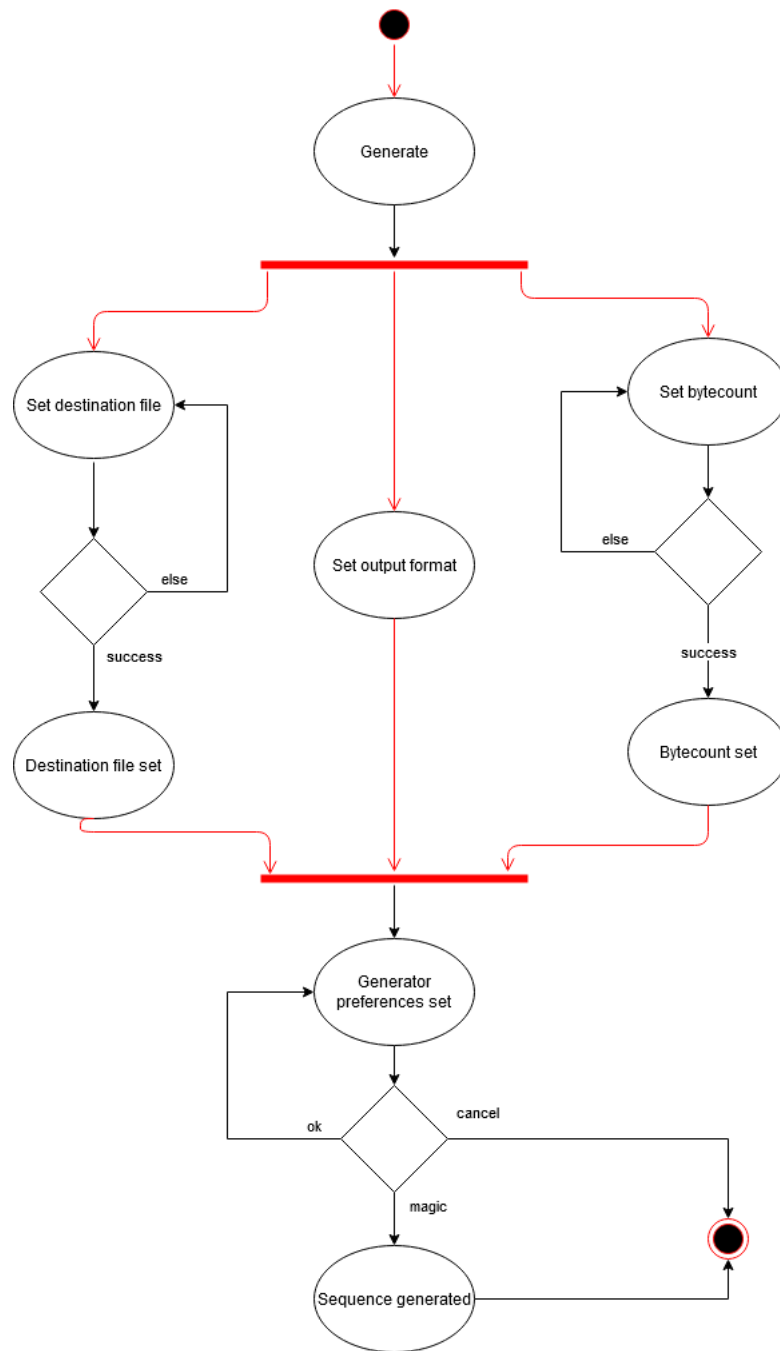 Generate
Set destination file
Set bytecount
else
else
Set output format
success
success
Destination file set
Bytecount set
Generator
preferences set
ok
cancel
magic
Sequence generated